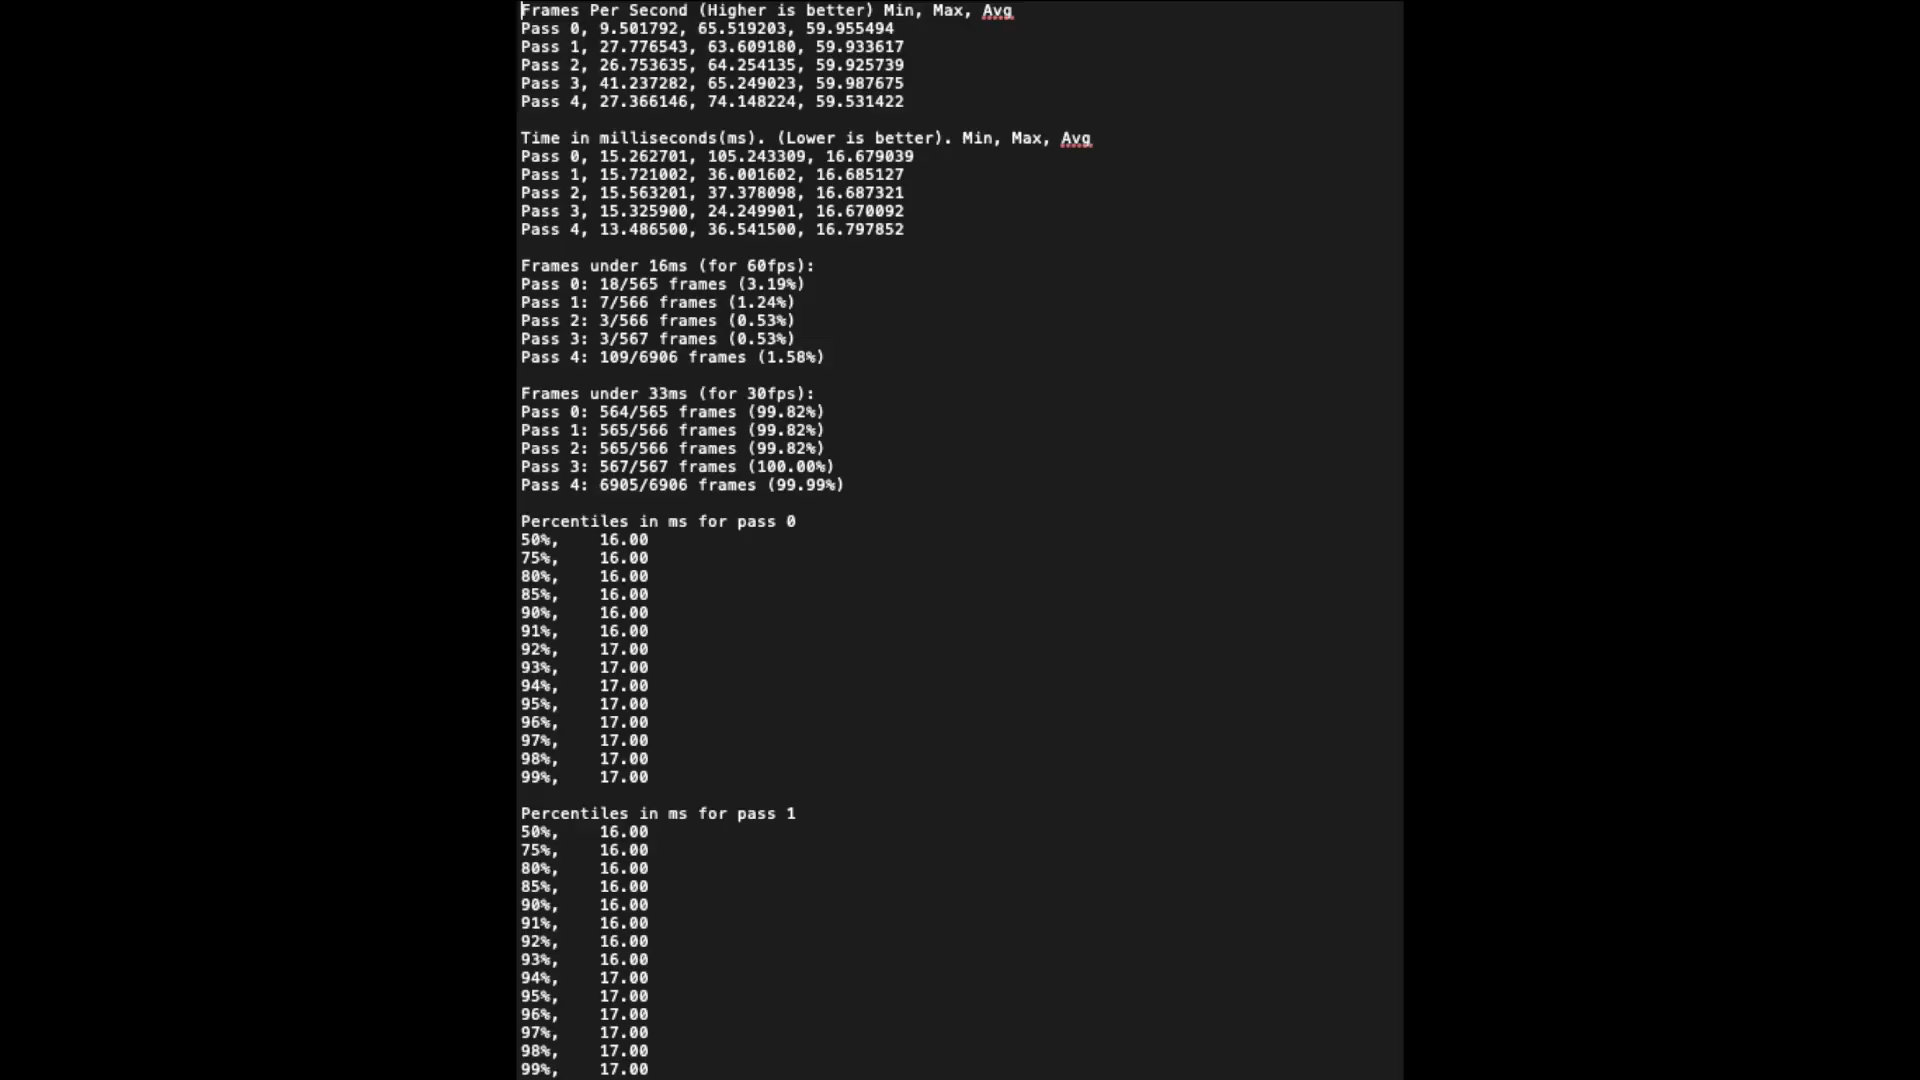 Frames Per Second (Higher is better) Min, Max, Avg
Pass 0, 9.501792, 65.519203, 59.955494
Pass 1, 27.776543, 63.609180, 59.933617
Pass 2, 26.753635, 64.254135, 59.925739
Pass 3, 41.237282, 65.249023, 59.987675
Pass 4, 27.366146, 74.148224, 59.531422
Time in milliseconds(ms). (Lower is better). Min, Max, Avg
Pass 0, 15.262701, 105.243309, 16.679039
Pass 1, 15.721002, 36.001602, 16.685127
Pass 2, 15.563201, 37.378098, 16.687321
Pass 3, 15.325900, 24.249901, 16.670092
Pass 4, 13.486500, 36.541500, 16.797852
Frames under 16ms (for 60fps):
Pass 0: 18/565 frames (3.19%)
Pass 1: 7/566 frames (1.24%)
Pass 2: 3/566 frames (0.53%)
Pass 3: 3/567 frames (0.53%)
Pass 4: 109/6906 frames (1.58%)
Frames under 33ms (for 30fps):
Pass 0: 564/565 frames (99.82%)
Pass 1: 565/566 frames (99.82%)
Pass 2: 565/566 frames (99.82%)
Pass 3: 567/567 frames (100.00%)
Pass 4: 6905/6906 frames (99.99%)
Percentiles in ms for pass 0
50%, 16.00
75%, 16.00
80%, 16.00
85%, 16.00
90%, 16.00
91%, 16.00
92%, 17.00
93%, 17.00
94%, 17.00
95%, 17.00
96%, 17.00
97%, 17.00
98%, 17.00
99%, 17.00
Percentiles in ms for pass 1
50%, 16.00
75%, 16.00
80%, 16.00
85%, 16.00
90%, 16.00
91%, 16.00
92%, 16.00
93%, 16.00
94%, 17.00
95%, 17.00
96%, 17.00
97%, 17.00
98%, 17.00
99%, 17.00